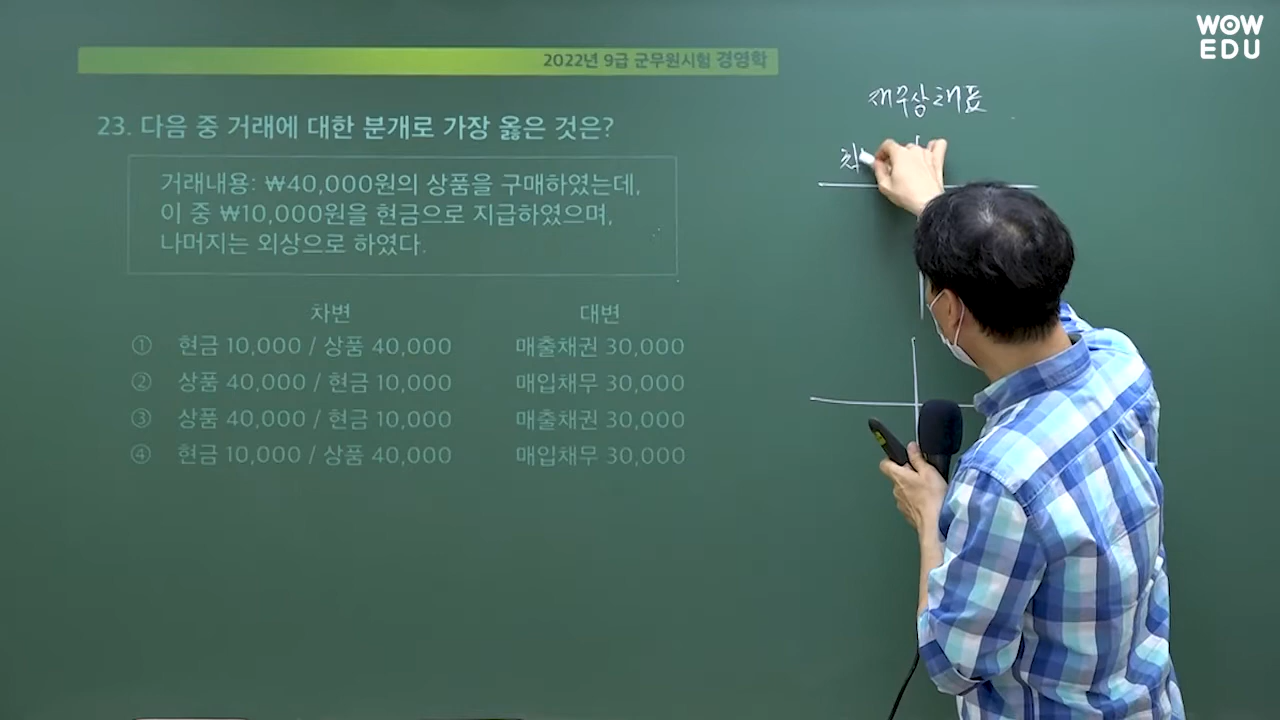 WOW
EDU
2022년 9급 군무원시험 경영학
23. 다음 중 거래에 대한 분개로 가장 옳은 것은?
거래내용: ₩40,000원의 상품을 구매하였는데,
이 중 ₩10,000원을 현금으로 지급하였으며,
나머지는 외상으로 하였다.
차변 대변
① 현금 10,000 / 상품 40,000 매출채권 30,000
② 상품 40,000 / 현금 10,000 매입채무 30,000
③ 상품 40,000 / 현금 10,000 매출채권 30,000
④ 현금 10,000 / 상품 40,000 매입채무 30,000
재무상태표
차